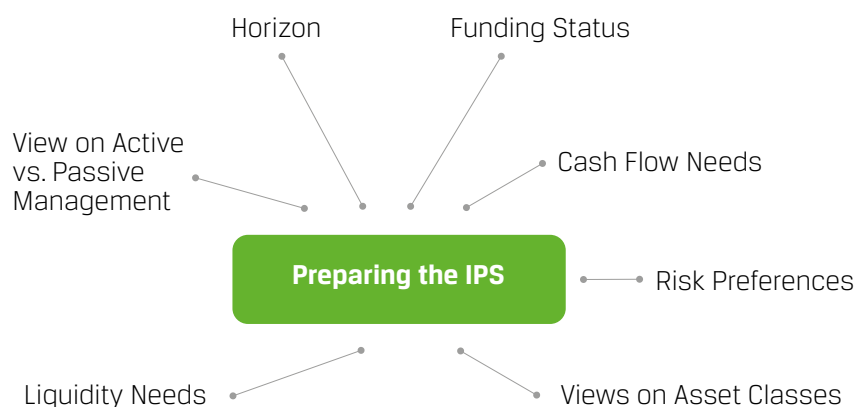 Horizon
Funding Status
View on Active
vs. Passive
Management
Cash Flow Needs
Preparing the IPS
Risk Preferences
Liquidity Needs
Views on Asset Classes